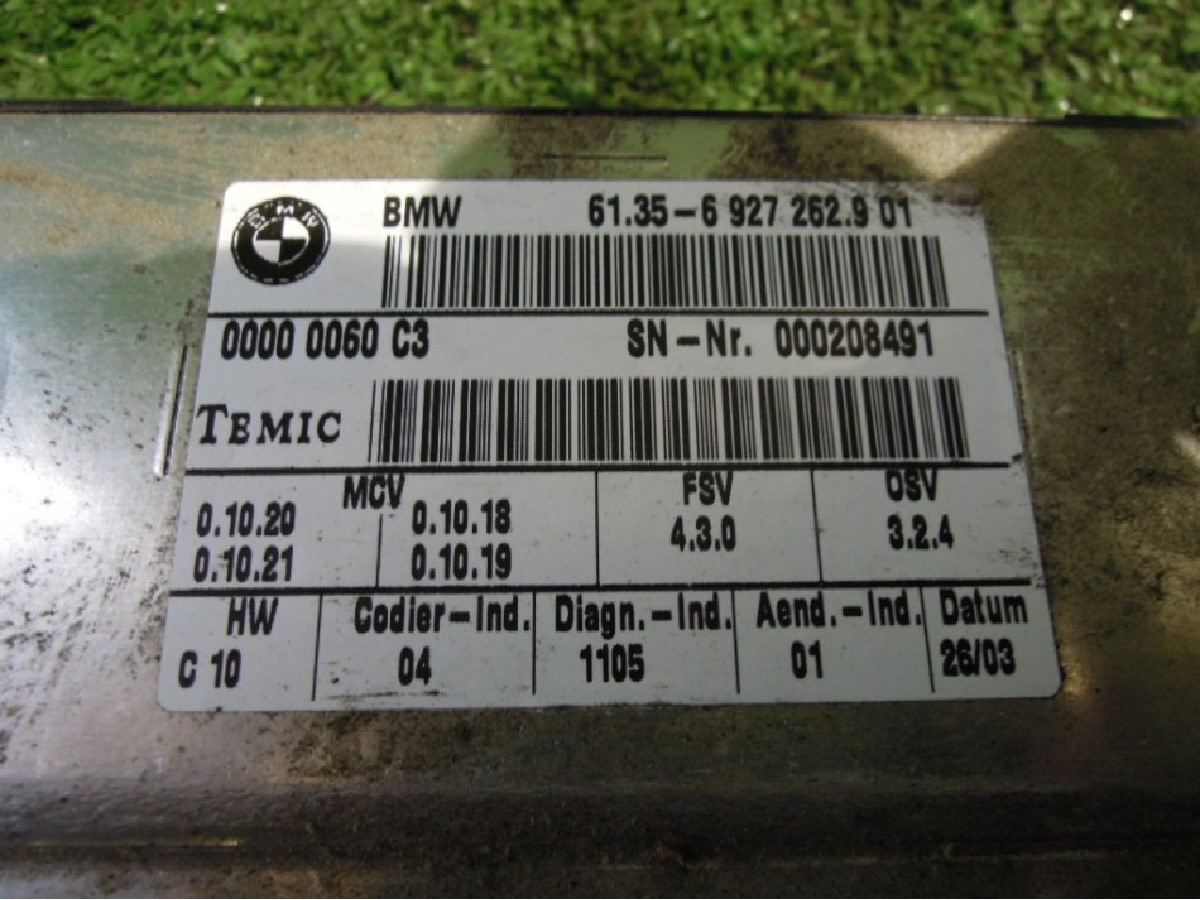 BMW 61.35-6 927 262.9 01
BMW
0000 0060 C3 SN-Nr. 000208491
TEMIC
MCV FSV OSV
0.10.20 0.10.18 4.3.0 3.2.4
0.10.21 0.10.19
HW Codier-Ind. Diagn.-Ind. Aend.-Ind. Datum
C 10 04 1105 01 26/03